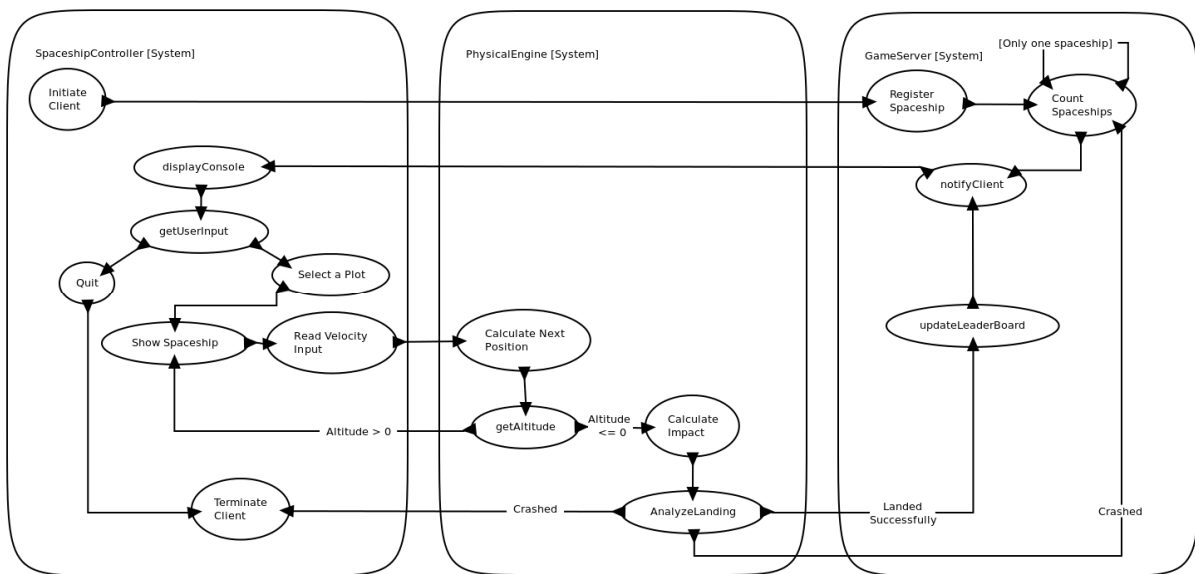 SpaceshipController [System]
PhysicalEngine [System]
GameServer [System]
[Only one spaceship]
Initiate
Client
Register
Spaceship
Count
Spaceships
displayConsole
notifyClient
getUserInput
Quit
Select a Plot
Show Spaceship
Read Velocity
Input
Calculate Next
Position
updateLeaderBoard
Altitude > 0
getAltitude
Altitude
<= 0
Calculate
Impact
Terminate
Client
Crashed
AnalyzeLanding
Landed
Successfully
Crashed